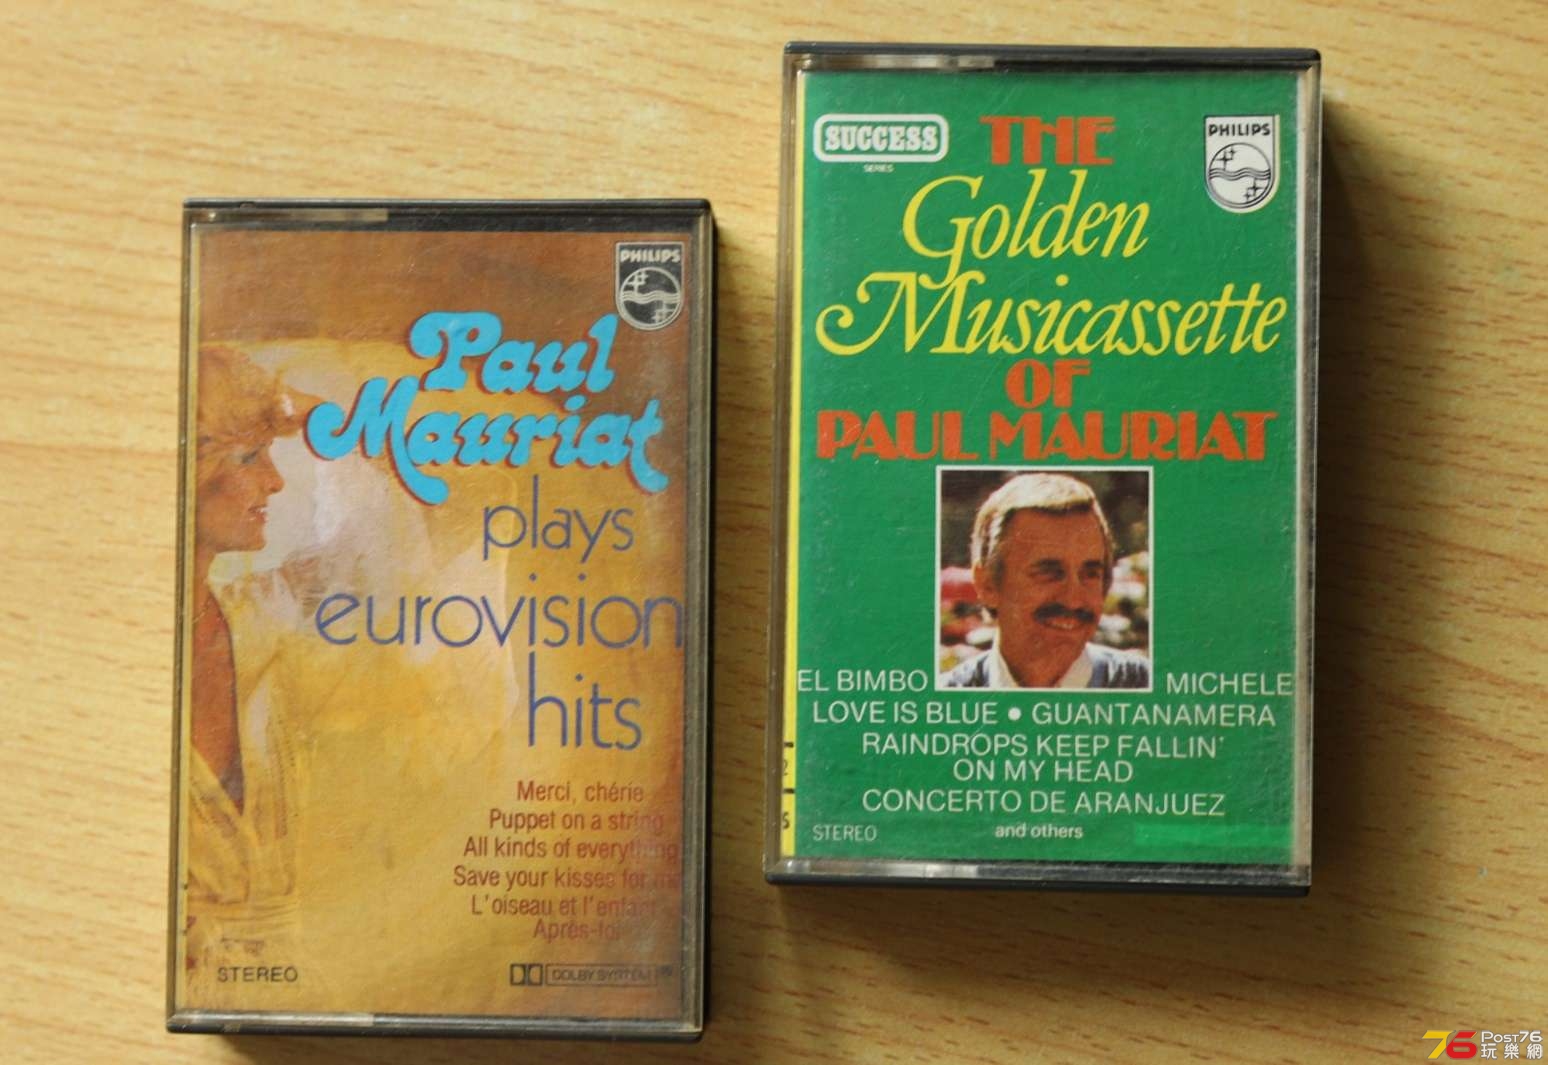 PHILIPS
Paul
Mauriat
plays
eurovision
hits
Merci, chérie
Puppet on a string
All kinds of everything
Save your kisses for me
L'oiseau et l'enfant
Après-toi
STEREO
DOLBY SYSTEM
SUCCESS
SERIES
PHILIPS
THE
Golden
Musicassette
OF
PAUL MAURIAT
EL BIMBO
MICHELE
LOVE IS BLUE • GUANTANAMERA
RAINDROPS KEEP FALLIN'
ON MY HEAD
CONCERTO DE ARANJUEZ
and others
STEREO
76 Post76
玩樂網